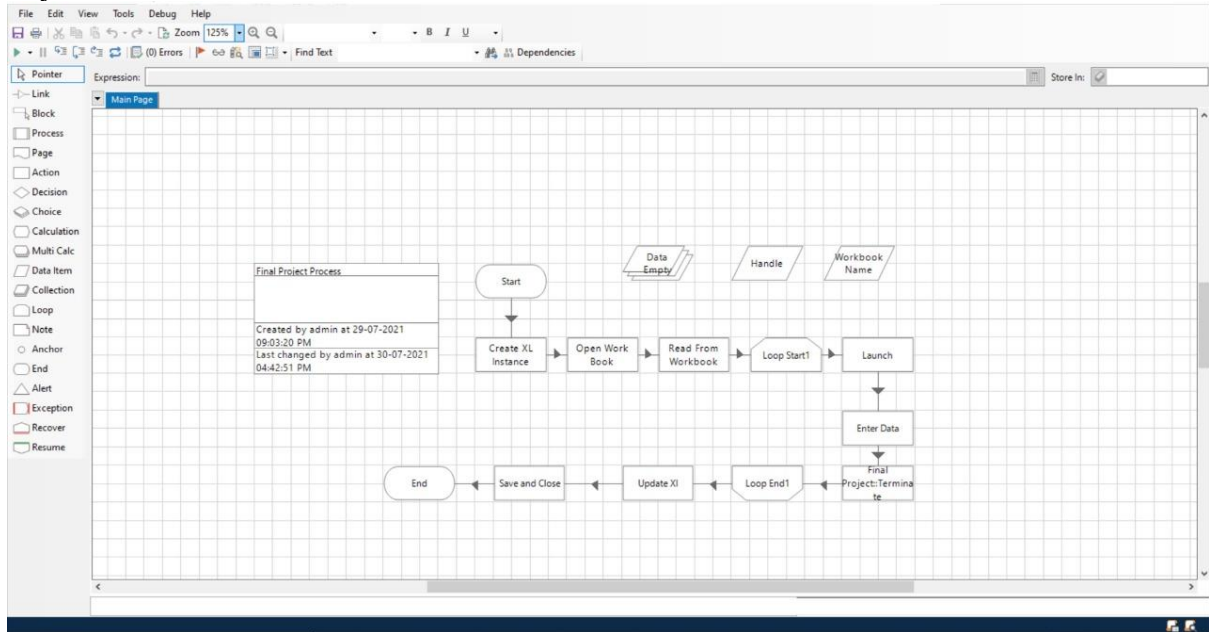 File Edit View Tools Debug Help
Zoom 125% B I U
(0) Errors Find Text Dependencies
Pointer
Expression:
Store In:
Link
Main Page
Block
Process
Page
Action
Decision
Choice
Calculation
Multi Calc
Data Item
Collection
Loop
Note
Anchor
End
Alert
Exception
Recover
Resume
Final Project Process
Created by admin at 29-07-2021
09:03:20 PM
Last changed by admin at 30-07-2021
04:42:51 PM
Start
Data
Empty
Handle
Workbook
Name
Create XL
Instance
Open Work
Book
Read From
Workbook
Loop Start1
Launch
Enter Data
Final
Project::Termina
te
Loop End1
Update Xl
Save and Close
End